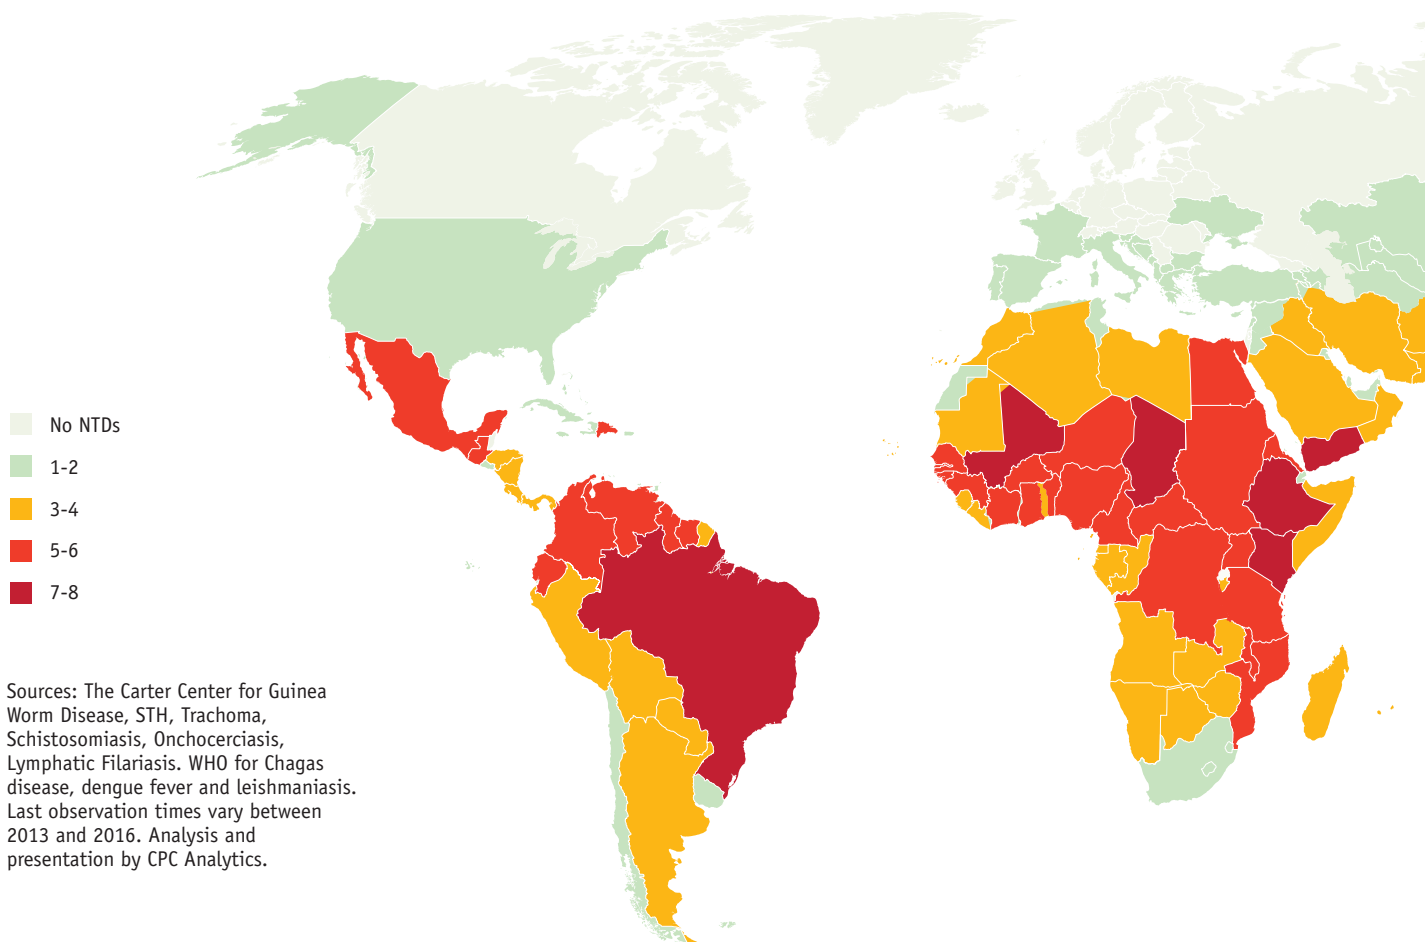 No NTDs
1-2
3-4
5-6
7-8
Sources: The Carter Center for Guinea
Worm Disease, STH, Trachoma,
Schistosomiasis, Onchocerciasis,
Lymphatic Filariasis. WHO for Chagas
disease, dengue fever and leishmaniasis.
Last observation times vary between
2013 and 2016. Analysis and
presentation by CPC Analytics.